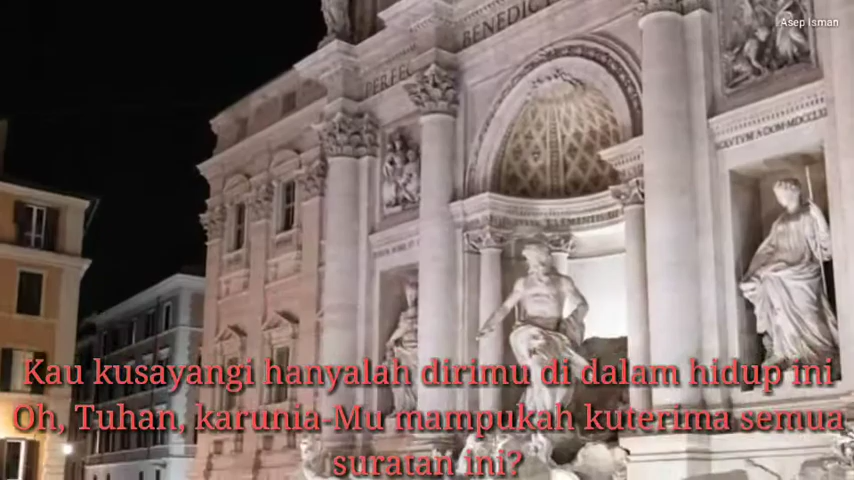 Asep Isman
BENEDICT
PERFEC
Kau kusayangi hanyalah dirimu di dalam hidup ini
Oh, Tuhan, karunia-Mu mampukah kuterima semua
suratan ini?